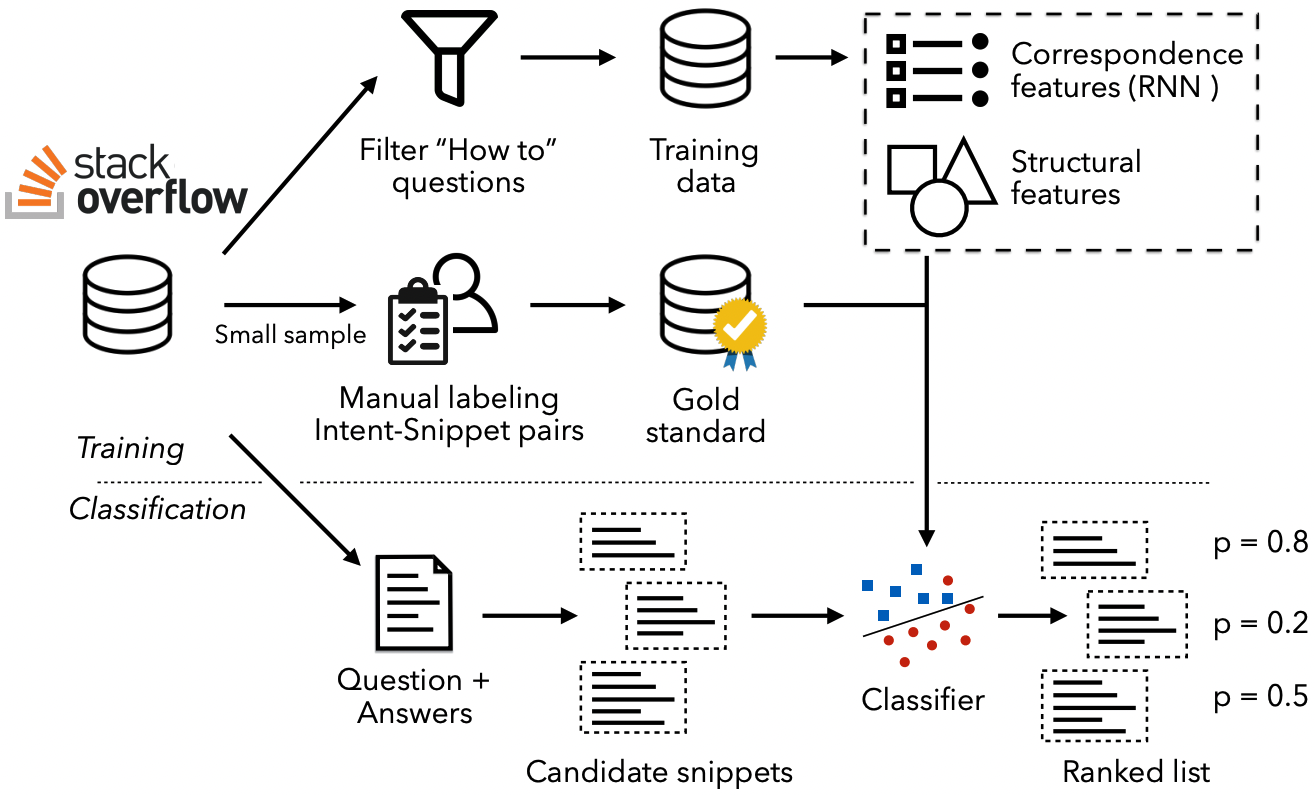 stack
overflow
Filter “How to”
questions
Training
data
Correspondence
features (RNN )
Structural
features
Small sample
Manual labeling
Intent-Snippet pairs
Gold
standard
Training
Classification
Question +
Answers
Candidate snippets
Classifier
p = 0.8
p = 0.2
p = 0.5
Ranked list